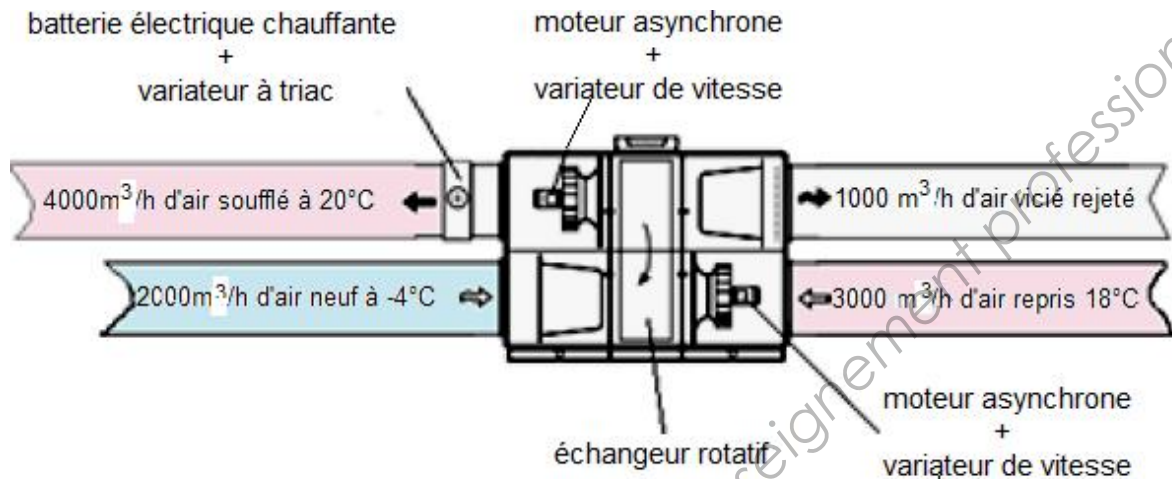 batterie électrique chauffante
+
variateur à triac
moteur asynchrone
+
variateur de vitesse
4000m³/h d'air soufflé à 20°C
1000 m³/h d'air vicié rejeté
2000m³/h d'air neuf à -4°C
3000 m³/h d'air repris 18°C
échangeur rotatif
moteur asynchrone
+
variateur de vitesse